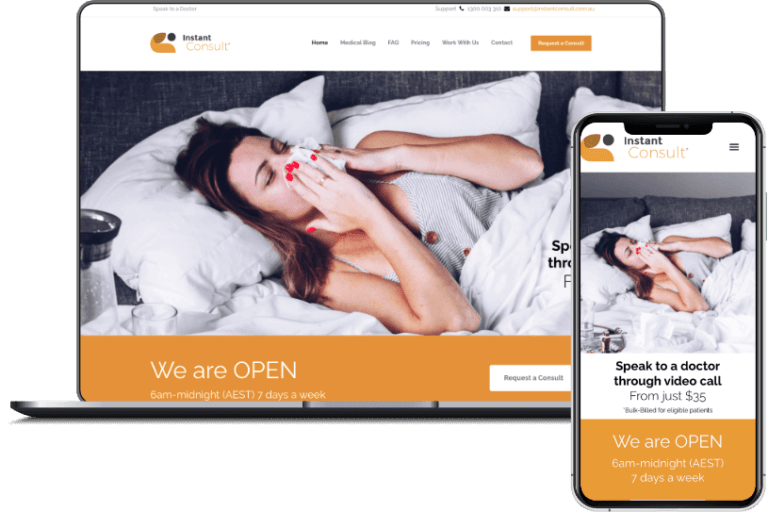 Speak to a Doctor
Support 1300 003 310 support@instantconsult.com.au
Instant
Consult
Home Medical Blog FAQ Pricing Work With Us Contact Request a Consult
Sp
thro
F
We are OPEN
6am-midnight (AEST) 7 days a week
Request a Consult
Instant
Consult
Speak to a doctor
through video call
From just $35
*Bulk-Billed for eligible patients
We are OPEN
6am-midnight (AEST)
7 days a week